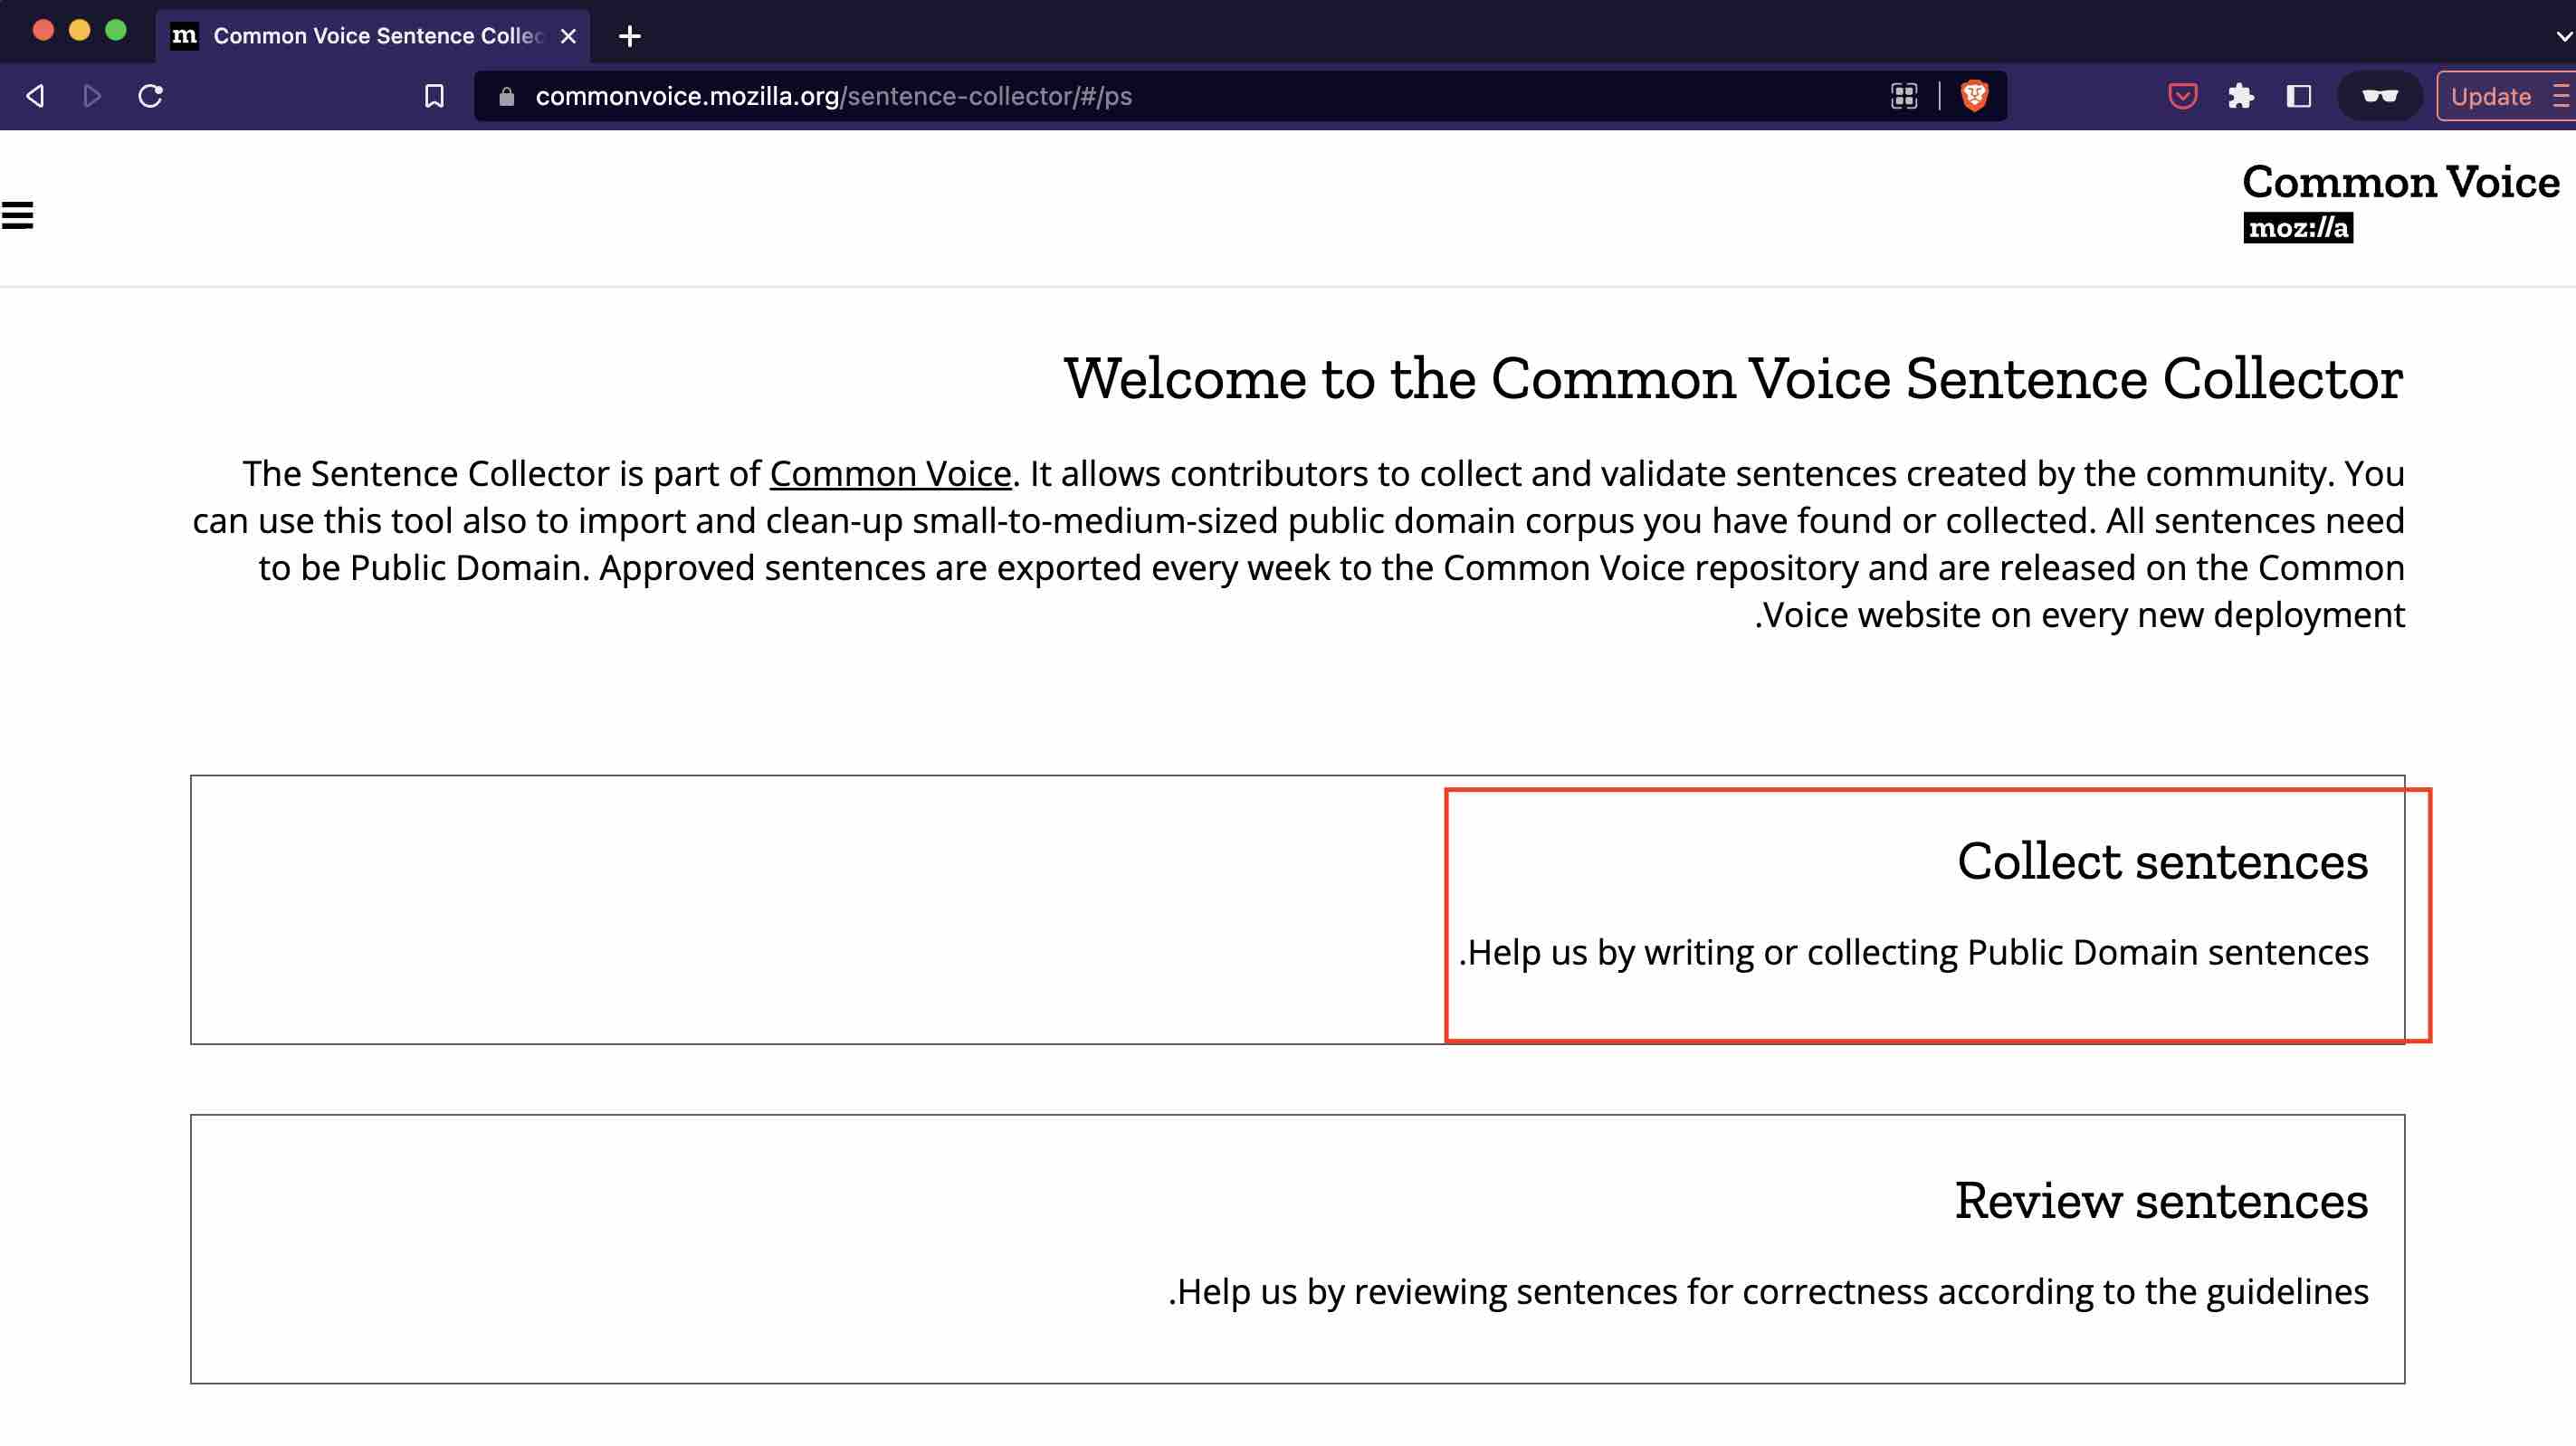 Common Voice Sentence Collec
commonvoice.mozilla.org/sentence-collector/#/ps
Update
Common Voice
moz://a
Welcome to the Common Voice Sentence Collector
The Sentence Collector is part of Common Voice. It allows contributors to collect and validate sentences created by the community. You
can use this tool also to import and clean-up small-to-medium-sized public domain corpus you have found or collected. All sentences need
to be Public Domain. Approved sentences are exported every week to the Common Voice repository and are released on the Common
.Voice website on every new deployment
Collect sentences
.Help us by writing or collecting Public Domain sentences
Review sentences
.Help us by reviewing sentences for correctness according to the guidelines